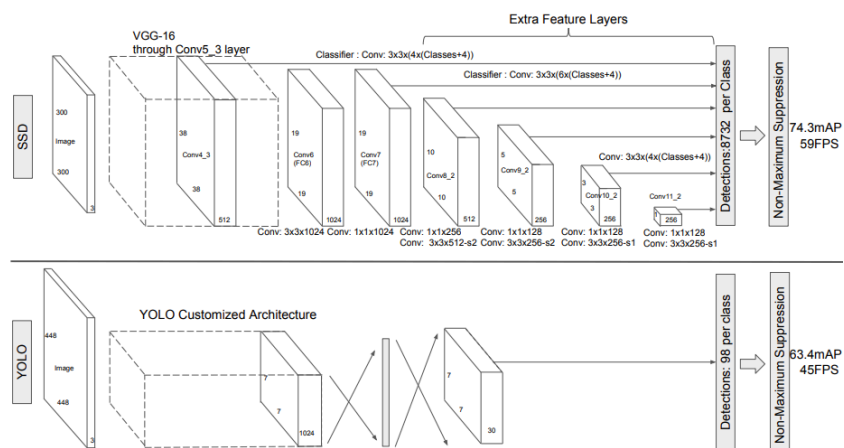 Extra Feature Layers
VGG-16
through Conv5_3 layer
Classifier : Conv: 3x3x(4x(Classes+4))
Classifier : Conv: 3x3x(6x(Classes+4))
Conv: 3x3x(4x(Classes+4))
SSD
300
Image
300
3
38
Conv4_3
38
512
19
Conv6
(FC6)
19
1024
19
Conv7
(FC7)
19
1024
10
Conv8_2
10
512
5
Conv9_2
5
256
3
Conv10_2
3
256
Conv11_2
1
256
Conv: 3x3x1024
Conv: 1x1x1024
Conv: 1x1x256
Conv: 3x3x512-s2
Conv: 1x1x128
Conv: 3x3x256-s2
Conv: 1x1x128
Conv: 3x3x256-s1
Conv: 1x1x128
Conv: 3x3x256-s1
Detections:8732 per Class
Non-Maximum Suppression
74.3mAP
59FPS
YOLO
448
Image
448
3
YOLO Customized Architecture
7
7
1024
7
7
30
Detections: 98 per class
Non-Maximum Suppression
63.4mAP
45FPS